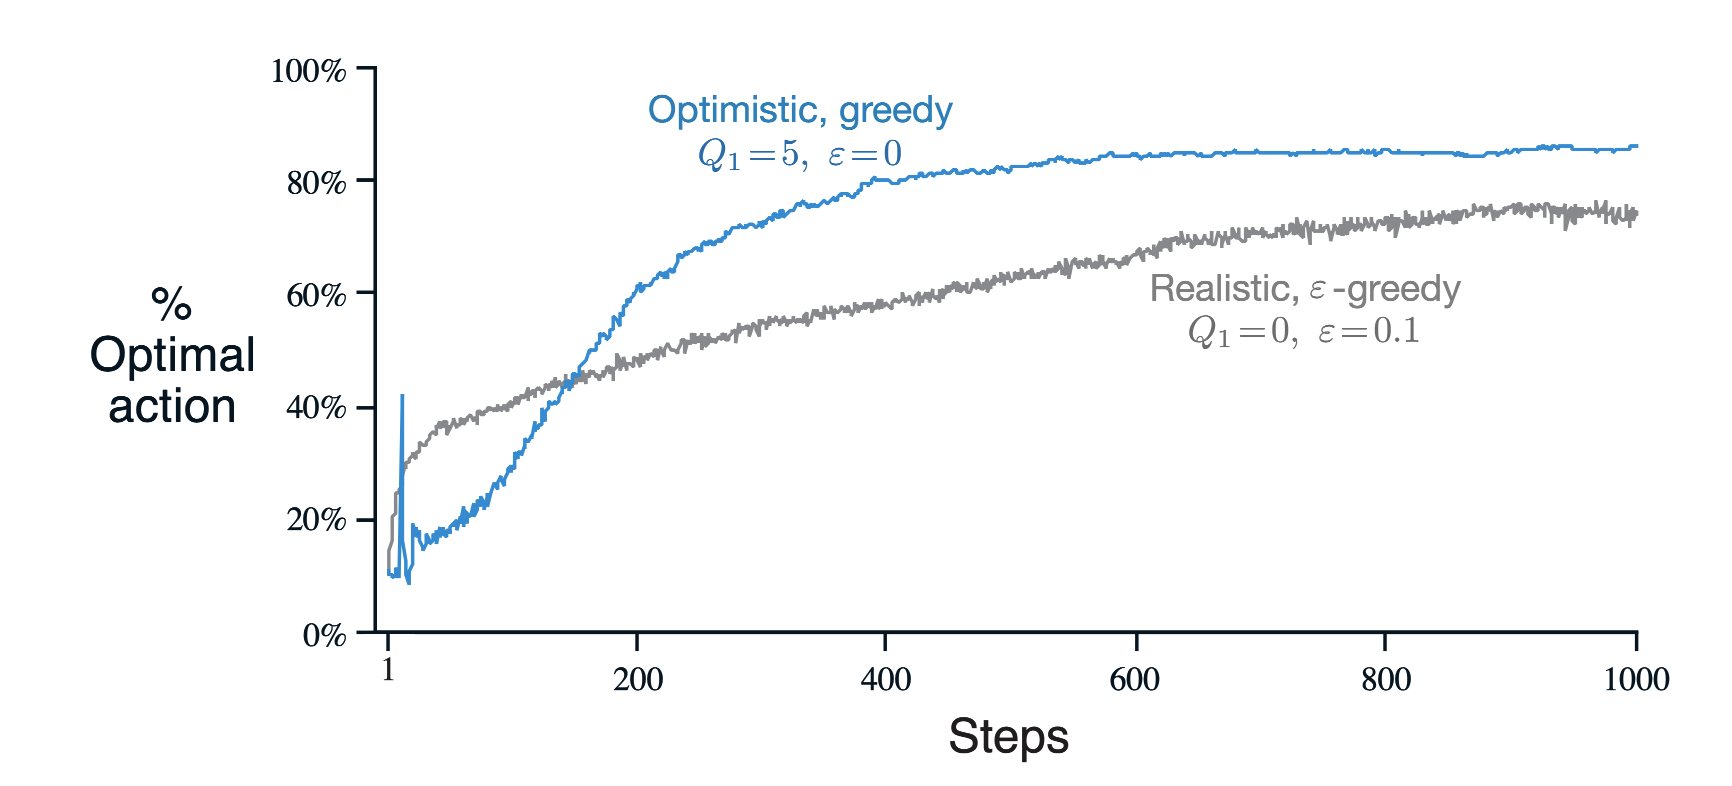 100%
80%
60%
40%
20%
0%
%
Optimal
action
Optimistic, greedy
Q₁=5, ε=0
Realistic, ε-greedy
Q₁=0, ε=0.1
1
200
400
600
800
1000
Steps